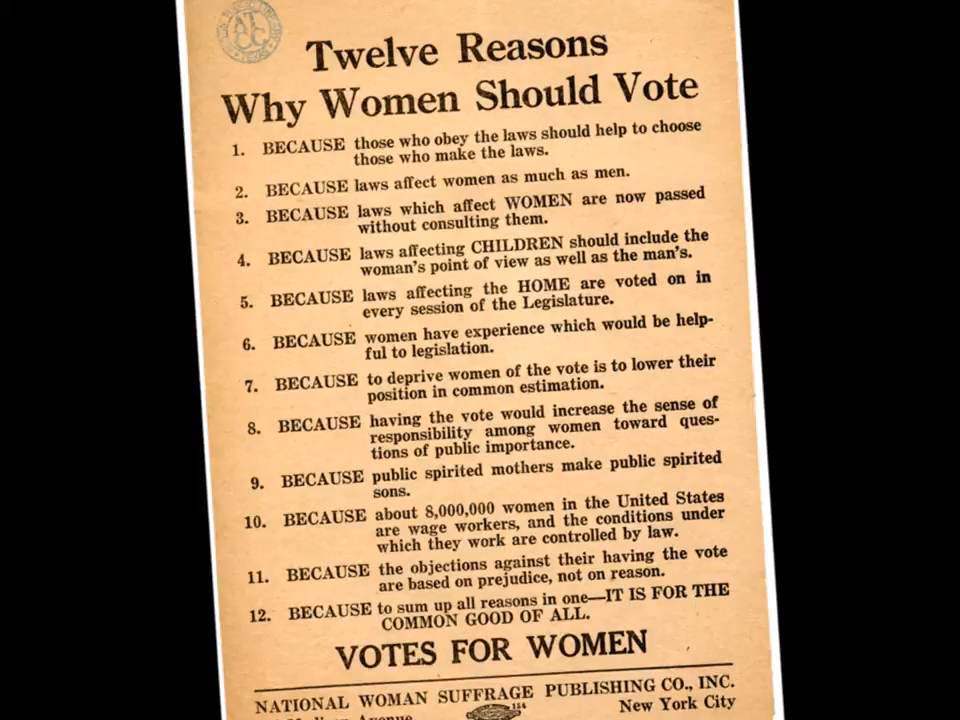 Twelve Reasons
Why Women Should Vote
1. BECAUSE those who obey the laws should help to choose
those who make the laws.
2. BECAUSE laws affect women as much as men.
3. BECAUSE laws which affect WOMEN are now passed
without consulting them.
4. BECAUSE laws affecting CHILDREN should include the
woman's point of view as well as the man's.
5. BECAUSE laws affecting the HOME are voted on in
every session of the Legislature.
6. BECAUSE women have experience which would be help-
ful to legislation.
7. BECAUSE to deprive women of the vote is to lower their
position in common estimation.
8. BECAUSE having the vote would increase the sense of
responsibility among women toward ques-
tions of public importance.
9. BECAUSE public spirited mothers make public spirited
sons.
10. BECAUSE about 8,000,000 women in the United States
are wage workers, and the conditions under
which they work are controlled by law.
11. BECAUSE the objections against their having the vote
are based on prejudice, not on reason.
12. BECAUSE to sum up all reasons in one—IT IS FOR THE
COMMON GOOD OF ALL.
VOTES FOR WOMEN
NATIONAL WOMAN SUFFRAGE PUBLISHING CO., INC.
154
New York City